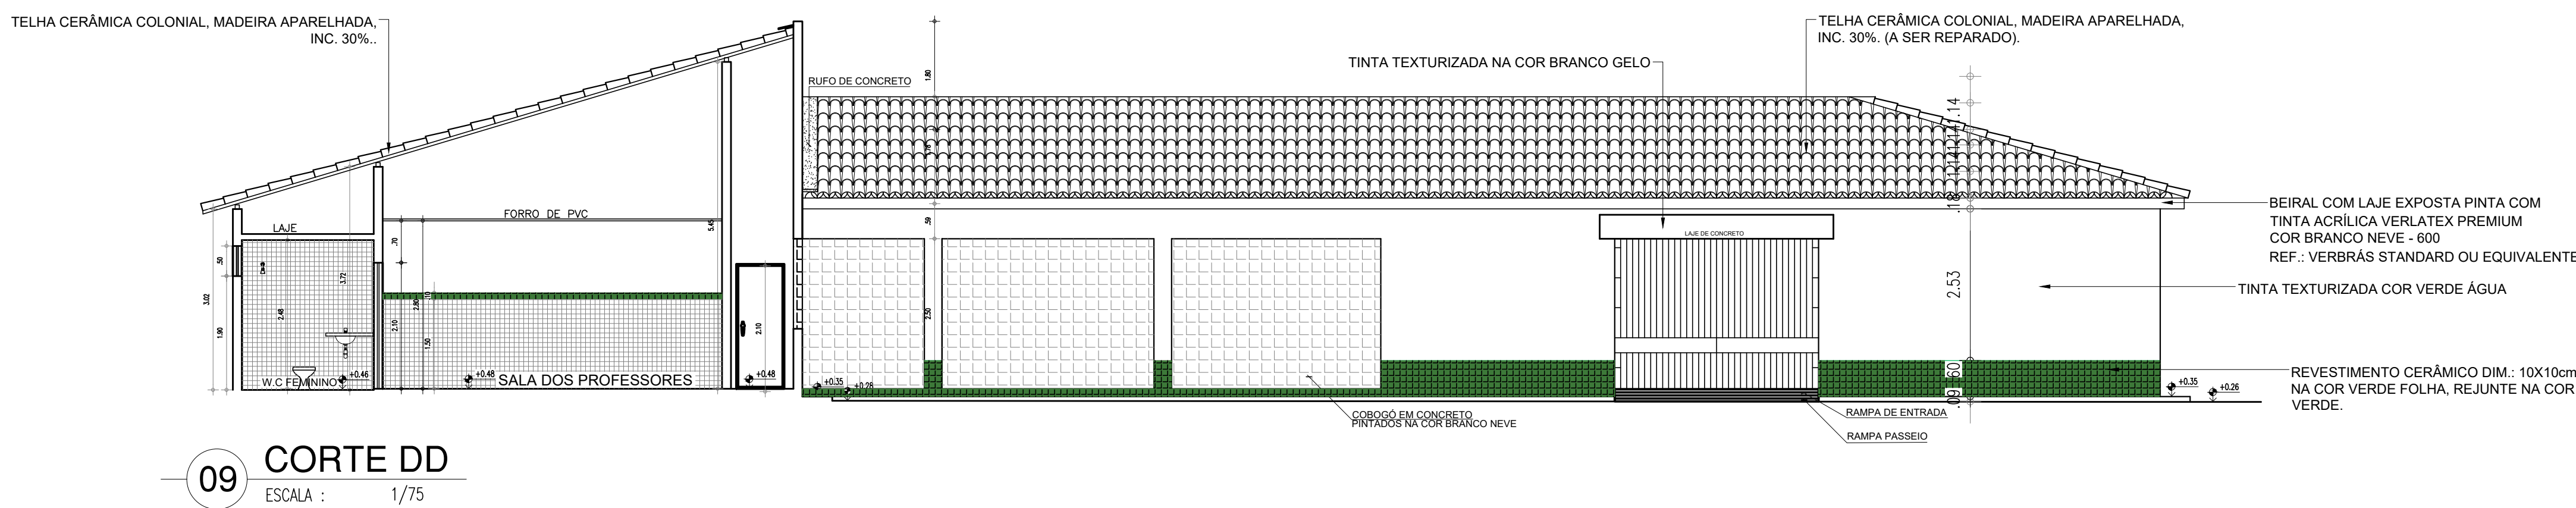 TELHA CERÂMICA COLONIAL, MADEIRA APARELHADA,
INC. 30%..
TELHA CERÂMICA COLONIAL, MADEIRA APARELHADA,
INC. 30%. (A SER REPARADO).
TINTA TEXTURIZADA NA COR BRANCO GELO
RUFO DE CONCRETO
1.80
.59
2.50
FORRO DE PVC
LAJE
5.45
.70
.50
3.02
1.90
2.48
3.72
2.10
2.80
.10
1.50
2.10
W.C FEMININO
+0.46
+0.48
SALA DOS PROFESSORES
+0.48
+0.35
+0.28
LAJE DE CONCRETO
.14
.18
2.53
.60
.09
BEIRAL COM LAJE EXPOSTA PINTA COM
TINTA ACRÍLICA VERLATEX PREMIUM
COR BRANCO NEVE - 600
REF.: VERBRÁS STANDARD OU EQUIVALENTE
TINTA TEXTURIZADA COR VERDE ÁGUA
REVESTIMENTO CERÂMICO DIM.: 10X10cm
NA COR VERDE FOLHA, REJUNTE NA COR
VERDE.
+0.35
+0.26
COBOGÓ EM CONCRETO
PINTADOS NA COR BRANCO NEVE
RAMPA DE ENTRADA
RAMPA PASSEIO
09
CORTE DD
ESCALA : 1/75